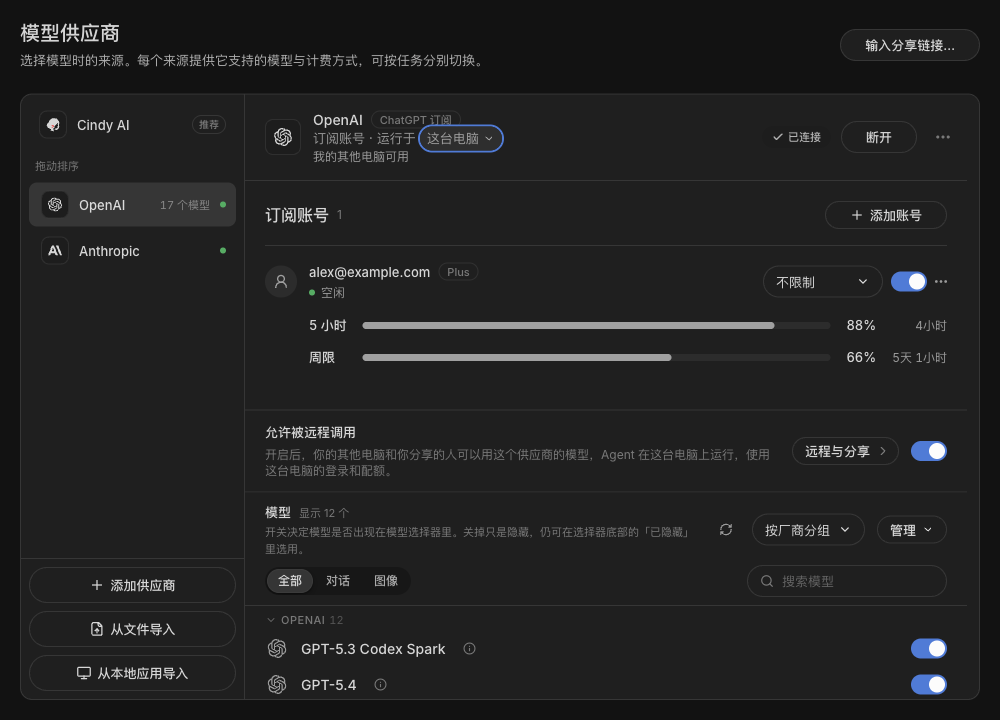 模型供应商
选择模型时的来源。每个来源提供它支持的模型与计费方式，可按任务分别切换。
输入分享链接...
Cindy AI
推荐
拖动排序
OpenAI
17 个模型
Anthropic
添加供应商
从文件导入
从本地应用导入
OpenAI
ChatGPT 订阅
订阅账号 · 运行于
这台电脑
我的其他电脑可用
已连接
断开
订阅账号 1
添加账号
alex@example.com
Plus
空闲
不限制
5 小时
88%
4小时
周限
66%
5天 1小时
允许被远程调用
开启后，你的其他电脑和你分享的人可以用这个供应商的模型，Agent 在这台电脑上运行，使用
这台电脑的登录和配额。
远程与分享
模型
显示 12 个
开关决定模型是否出现在模型选择器里。关掉只是隐藏，仍可在选择器底部的「已隐藏」
里选用。
按厂商分组
管理
全部
对话
图像
搜索模型
OPENAI 12
GPT-5.3 Codex Spark
GPT-5.4